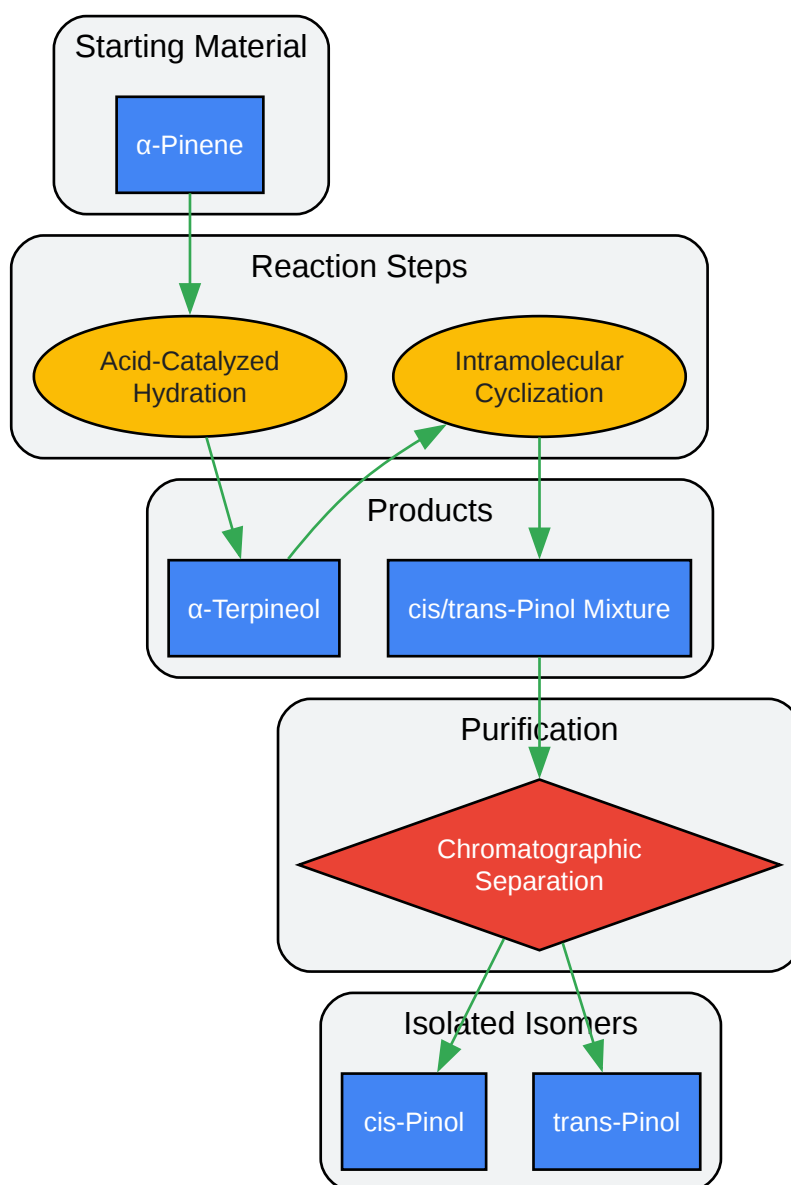 Starting Material
α-Pinene
Reaction Steps
Acid-Catalyzed
Hydration
Intramolecular
Cyclization
Products
α-Terpineol
cis/trans-Pinol Mixture
Purification
Chromatographic
Separation
Isolated Isomers
cis-Pinol
trans-Pinol